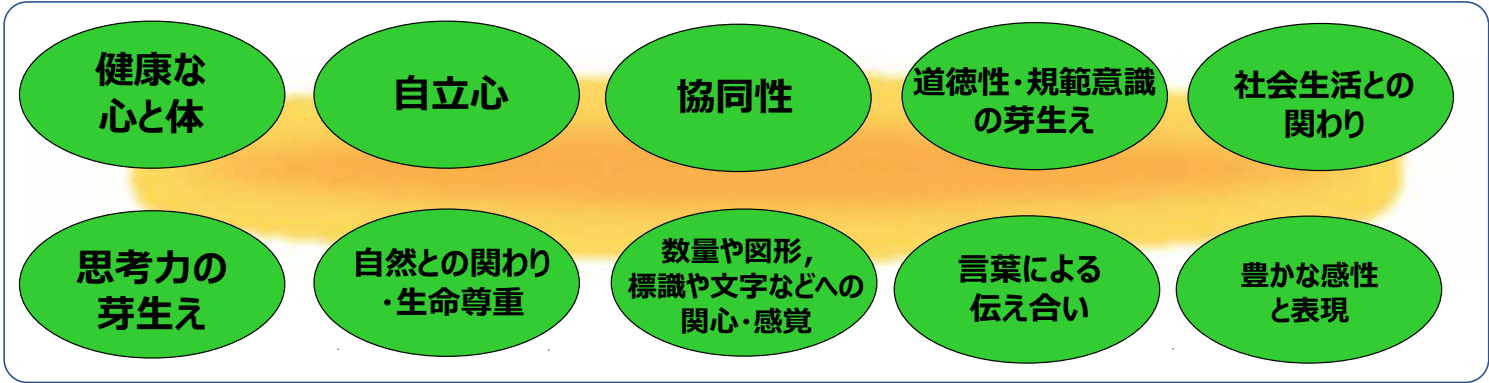 健康な
心と体
自立心
協同性
道徳性・規範意識
の芽生え
社会生活との
関わり
思考力の
芽生え
自然との関わり
・生命尊重
数量や図形，
標識や文字などへの
関心・感覚
言葉による
伝え合い
豊かな感性
と表現